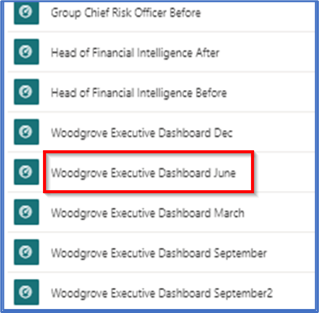 Group Chief Risk Officer Before
Head of Financial Intelligence After
Head of Financial Intelligence Before
Woodgrove Executive Dashboard Dec
Woodgrove Executive Dashboard June
Woodgrove Executive Dashboard March
Woodgrove Executive Dashboard September
Woodgrove Executive Dashboard September2